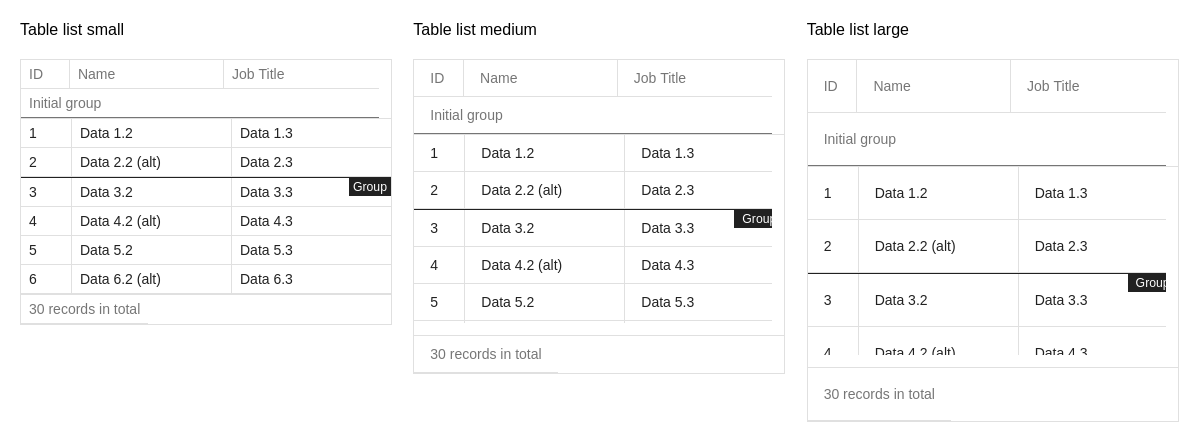 Table list small
ID Name Job Title
Initial group
1 Data 1.2 Data 1.3
2 Data 2.2 (alt) Data 2.3
Group
3 Data 3.2 Data 3.3
4 Data 4.2 (alt) Data 4.3
5 Data 5.2 Data 5.3
6 Data 6.2 (alt) Data 6.3
30 records in total
Table list medium
ID Name Job Title
Initial group
1 Data 1.2 Data 1.3
2 Data 2.2 (alt) Data 2.3
Group
3 Data 3.2 Data 3.3
4 Data 4.2 (alt) Data 4.3
5 Data 5.2 Data 5.3
30 records in total
Table list large
ID Name Job Title
Initial group
1 Data 1.2 Data 1.3
2 Data 2.2 (alt) Data 2.3
Group
3 Data 3.2 Data 3.3
4 Data 4.2 (alt) Data 4.3
30 records in total